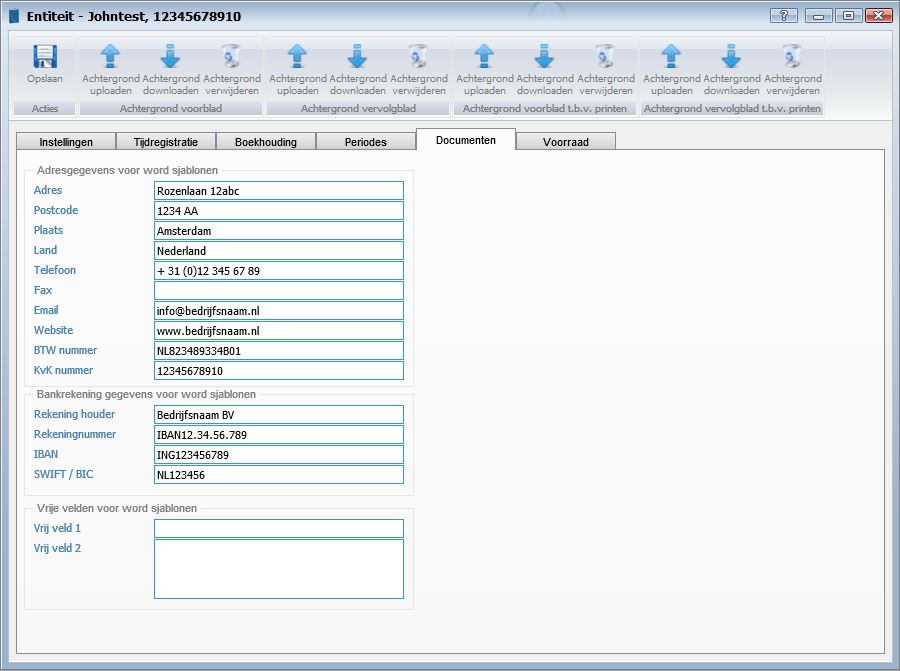 Entiteit - Johntest, 12345678910
?
Opslaan
Achtergrond uploaden
Achtergrond downloaden
Achtergrond verwijderen
Achtergrond uploaden
Achtergrond downloaden
Achtergrond verwijderen
Achtergrond uploaden
Achtergrond downloaden
Achtergrond verwijderen
Achtergrond uploaden
Achtergrond downloaden
Achtergrond verwijderen
Acties
Achtergrond voorblad
Achtergrond vervolgblad
Achtergrond voorblad t.b.v. printen
Achtergrond vervolgblad t.b.v. printen
Instellingen
Tijdregistratie
Boekhouding
Periodes
Documenten
Voorraad
Adresgegevens voor word sjablonen
Adres Rozenlaan 12abc
Postcode 1234 AA
Plaats Amsterdam
Land Nederland
Telefoon + 31 (0)12 345 67 89
Fax
Email info@bedrijfsnaam.nl
Website www.bedrijfsnaam.nl
BTW nummer NL823489334B01
KvK nummer 12345678910
Bankrekening gegevens voor word sjablonen
Rekening houder Bedrijfsnaam BV
Rekeningnummer IBAN12.34.56.789
IBAN ING123456789
SWIFT / BIC NL123456
Vrije velden voor word sjablonen
Vrij veld 1
Vrij veld 2